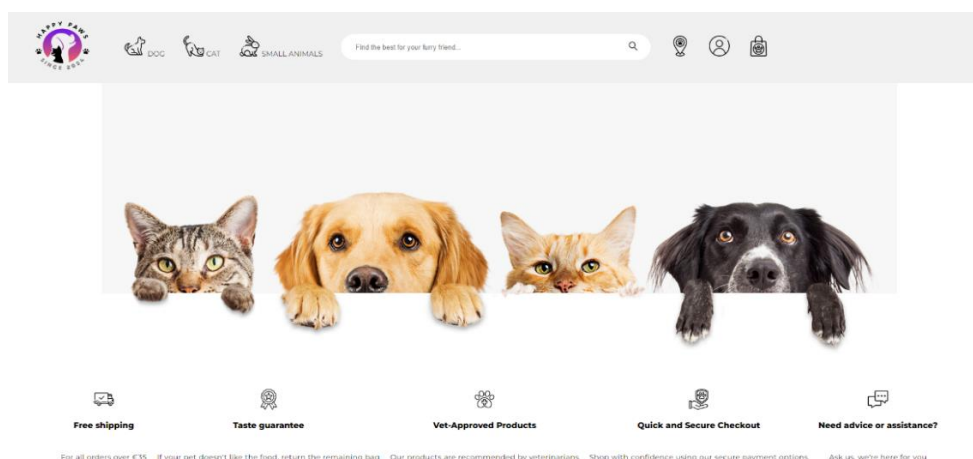 HAPPY PAWS
SINCE 2024
DOG
CAT
SMALL ANIMALS
Find the best for your furry friend...
Free shipping
Taste guarantee
Vet-Approved Products
Quick and Secure Checkout
Need advice or assistance?
For all orders over €35
If your pet doesn't like the food, return the remaining bag
Our products are recommended by veterinarians
Shop with confidence using our secure payment options
Ask us, we're here for you